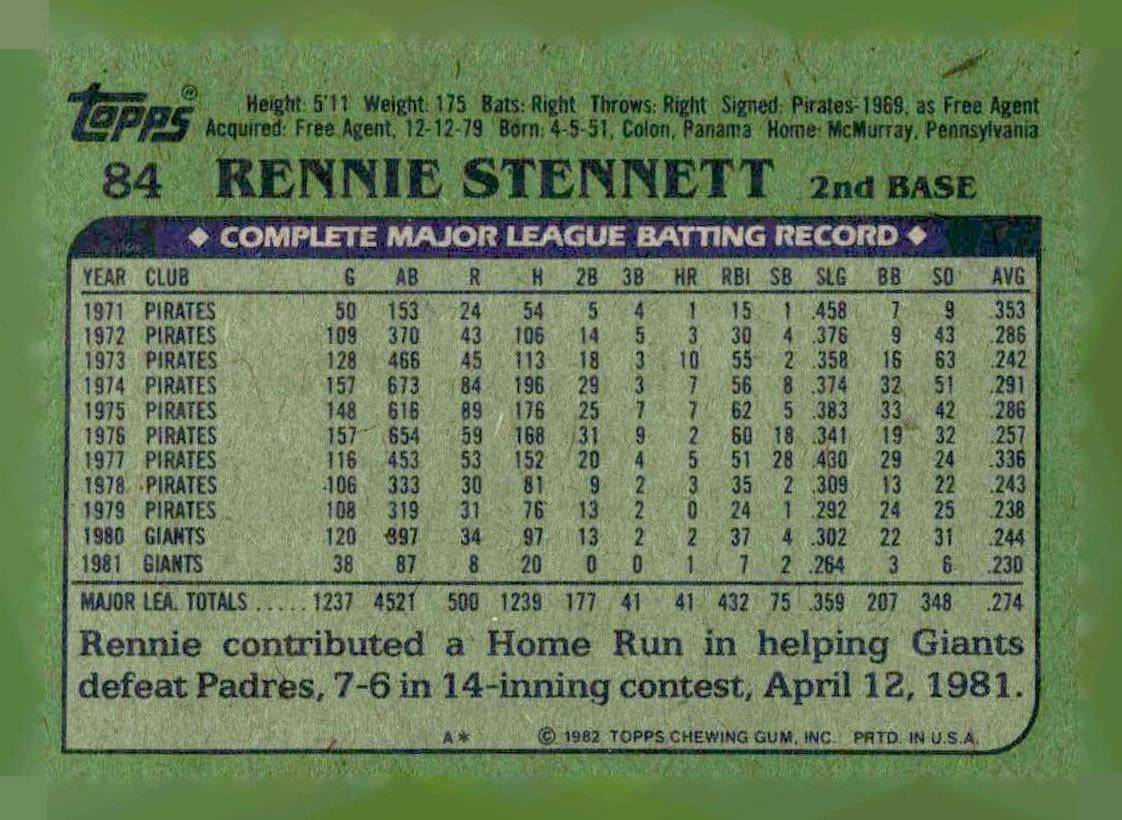 TOPPS®
Height: 5'11 Weight: 175 Bats: Right Throws: Right Signed: Pirates-1969, as Free Agent
Acquired: Free Agent, 12-12-79 Born: 4-5-51, Colon, Panama Home: McMurray, Pennsylvania
84 RENNIE STENNETT 2nd BASE
◆ COMPLETE MAJOR LEAGUE BATTING RECORD ◆
YEAR CLUB G AB R H 2B 3B HR RBI SB SLG BB SO AVG
1971 PIRATES 50 153 24 54 5 4 1 15 1 .458 7 9 .353
1972 PIRATES 109 370 43 106 14 5 3 30 4 .376 9 43 .286
1973 PIRATES 128 466 45 113 18 3 10 55 2 .358 16 63 .242
1974 PIRATES 157 673 84 196 29 3 7 56 8 .374 32 51 .291
1975 PIRATES 148 616 89 176 25 7 7 62 5 .383 33 42 .286
1976 PIRATES 157 654 59 168 31 9 2 60 18 .341 19 32 .257
1977 PIRATES 116 453 53 152 20 4 5 51 28 .430 29 24 .336
1978 PIRATES 106 333 30 81 9 2 3 35 2 .309 13 22 .243
1979 PIRATES 108 319 31 76 13 2 0 24 1 .292 24 25 .238
1980 GIANTS 120 397 34 97 13 2 2 37 4 .302 22 31 .244
1981 GIANTS 38 87 8 20 0 0 1 7 2 .264 3 6 .230
MAJOR LEA. TOTALS ..... 1237 4521 500 1239 177 41 41 432 75 .359 207 348 .274
Rennie contributed a Home Run in helping Giants
defeat Padres, 7-6 in 14-inning contest, April 12, 1981.
A* © 1982 TOPPS CHEWING GUM, INC. PRTD. IN U.S.A.